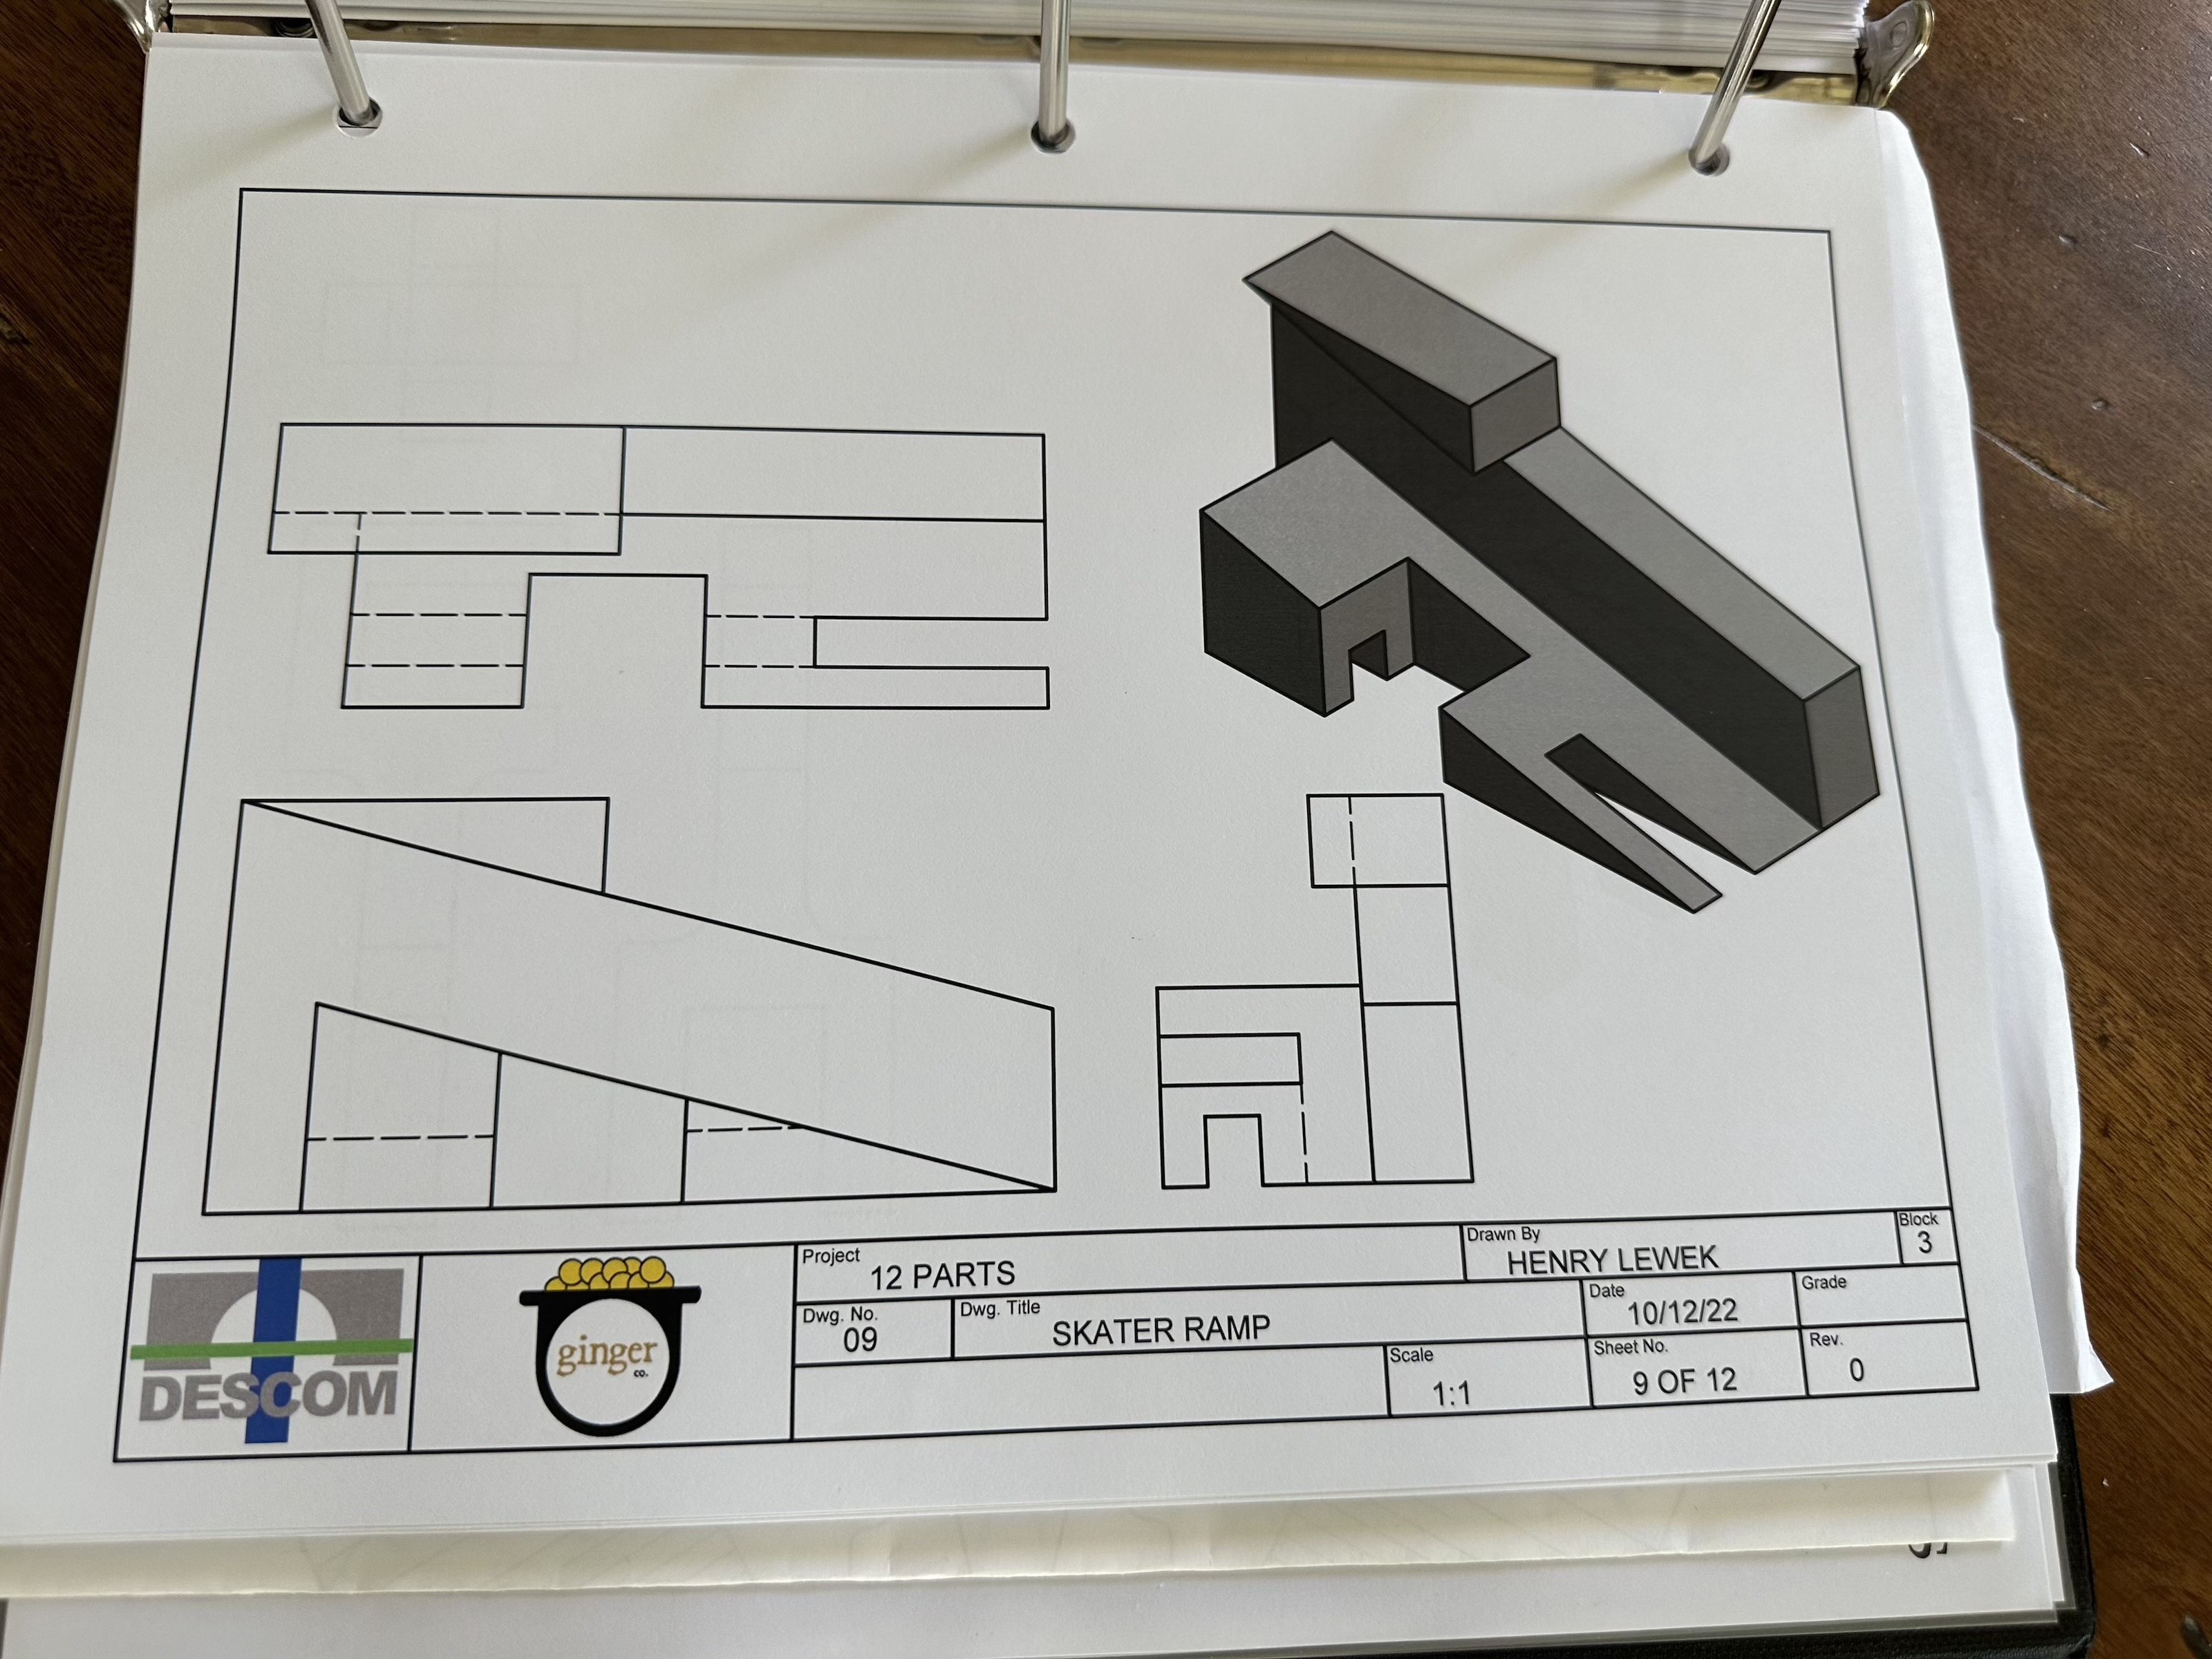 Project
12 PARTS
Drawn By
HENRY LEWEK
Block
3
Dwg. No.
09
Dwg. Title
SKATER RAMP
Date
10/12/22
Grade
Scale
1:1
Sheet No.
9 OF 12
Rev.
0
DESCOM
ginger
co.